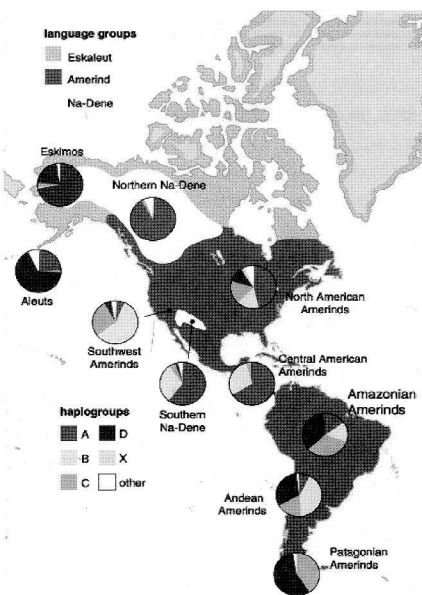 language groups
Eskaleut
Amerind
Na-Dene
Eskimos
Northern Na-Dene
Aleuts
North American
Amerinds
Southwest
Amerinds
Central American
Amerinds
Southern
Na-Dene
Amazonian
Amerinds
haplogroups
A D
B X
C other
Andean
Amerinds
Patagonian
Amerinds